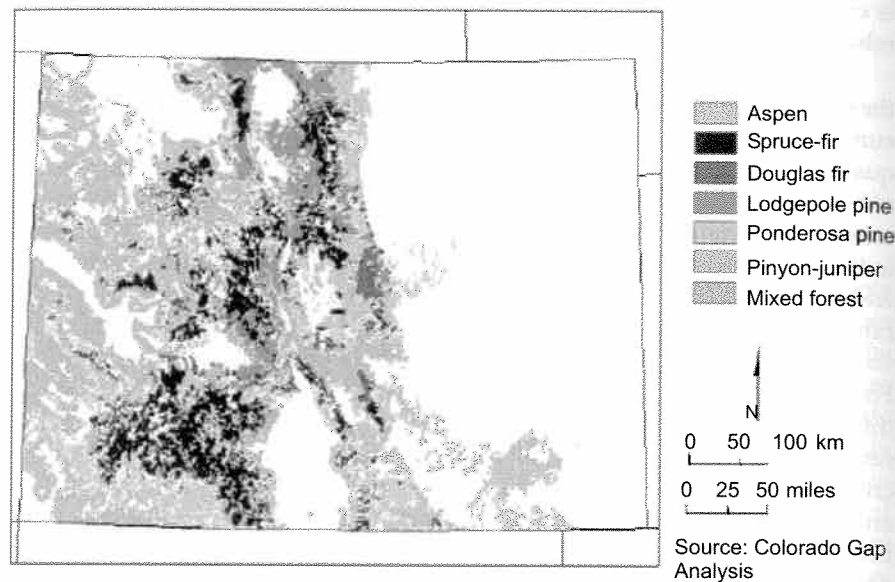 Aspen
Spruce-fir
Douglas fir
Lodgepole pine
Ponderosa pine
Pinyon-juniper
Mixed forest
N
0 50 100 km
0 25 50 miles
Source: Colorado Gap
Analysis